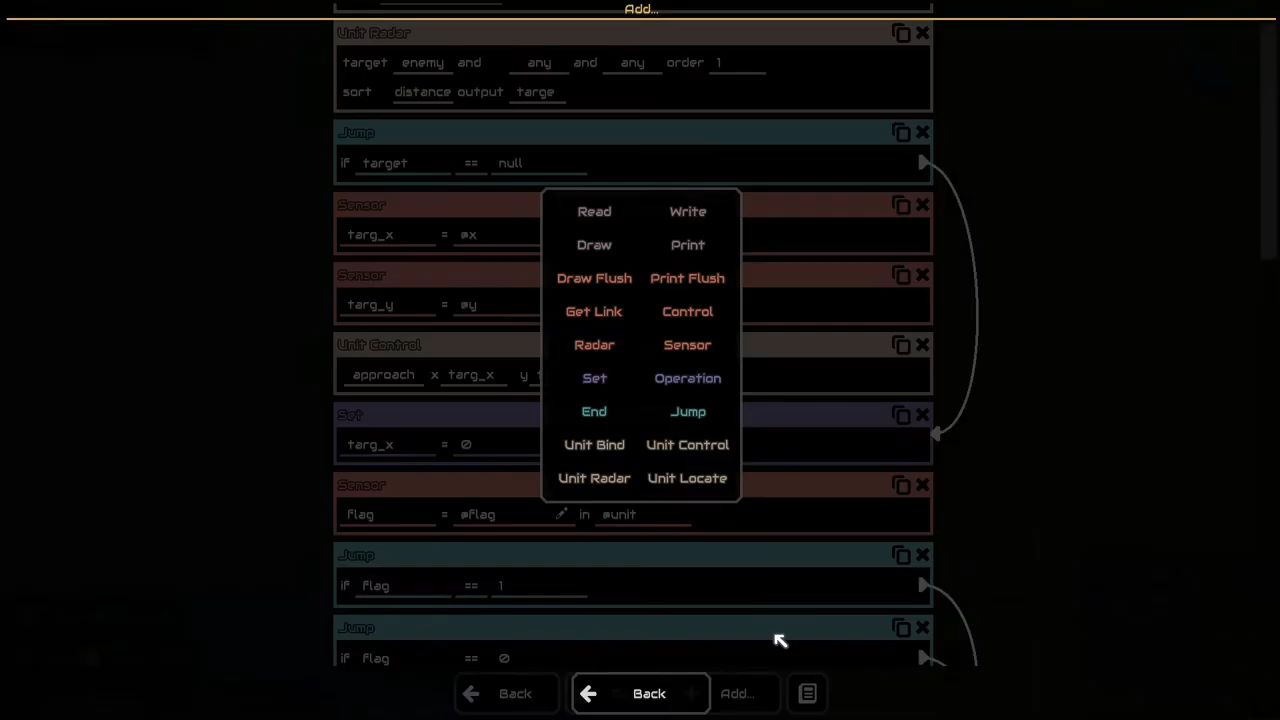 Add...
Unit Radar
target enemy and any and any order 1
sort distance output targe
Jump
if target == null
Read Write
Sensor
targ_x = @x
Draw Print
Sensor
Draw Flush Print Flush
targ_y = @y
Get Link Control
Unit Control
Radar Sensor
approach x targ_x y
Set Operation
Set
End Jump
targ_x = 0
Unit Bind Unit Control
Sensor
Unit Radar Unit Locate
flag = @flag in @unit
Jump
if flag == 1
Jump
if flag == 0
Back Back Add...